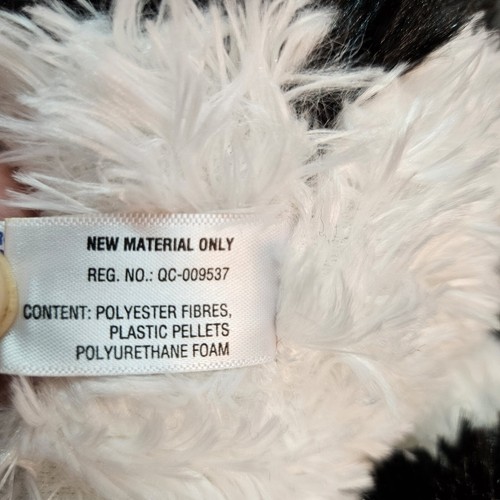 NEW MATERIAL ONLY
REG. NO.: QC-009537
CONTENT: POLYESTER FIBRES,
PLASTIC PELLETS
POLYURETHANE FOAM